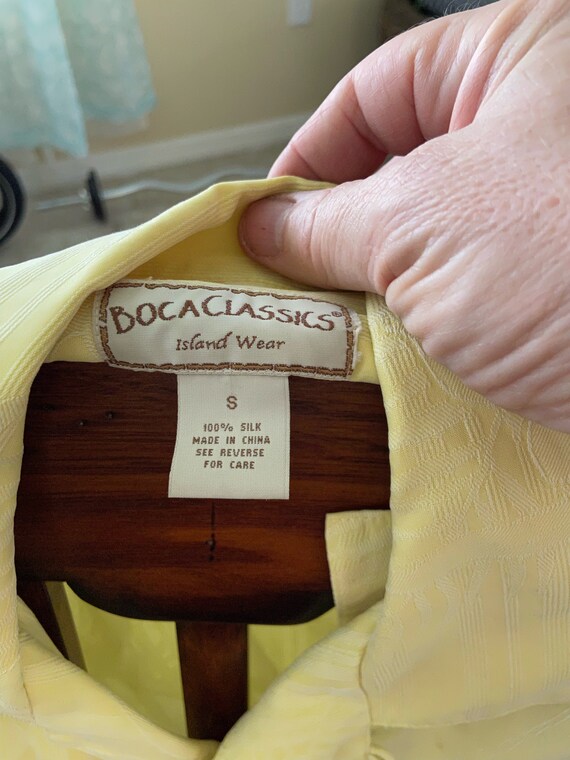 BOCACLASSICS®
Island Wear
S
100% SILK
MADE IN CHINA
SEE REVERSE
FOR CARE